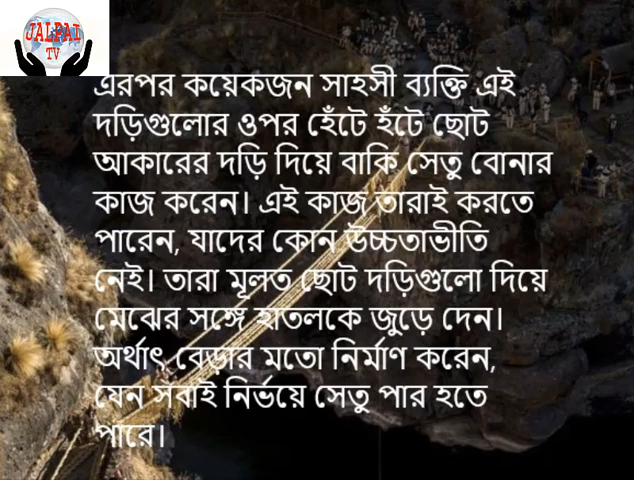 JALPAI
TV
এরপর কয়েকজন সাহসী ব্যক্তি এই
দড়িগুলোর ওপর হেঁটে হঁটে ছোট
আকারের দড়ি দিয়ে বাকি সেতু বোনার
কাজ করেন। এই কাজ তারাই করতে
পারেন, যাদের কোন উচ্চতাভীতি
নেই। তারা মূলত ছোট দড়িগুলো দিয়ে
মেঝের সঙ্গে হাতলকে জুড়ে দেন।
অর্থাৎ বেড়ার মতো নির্মাণ করেন,
যেন সবাই নির্ভয়ে সেতু পার হতে
পারে।